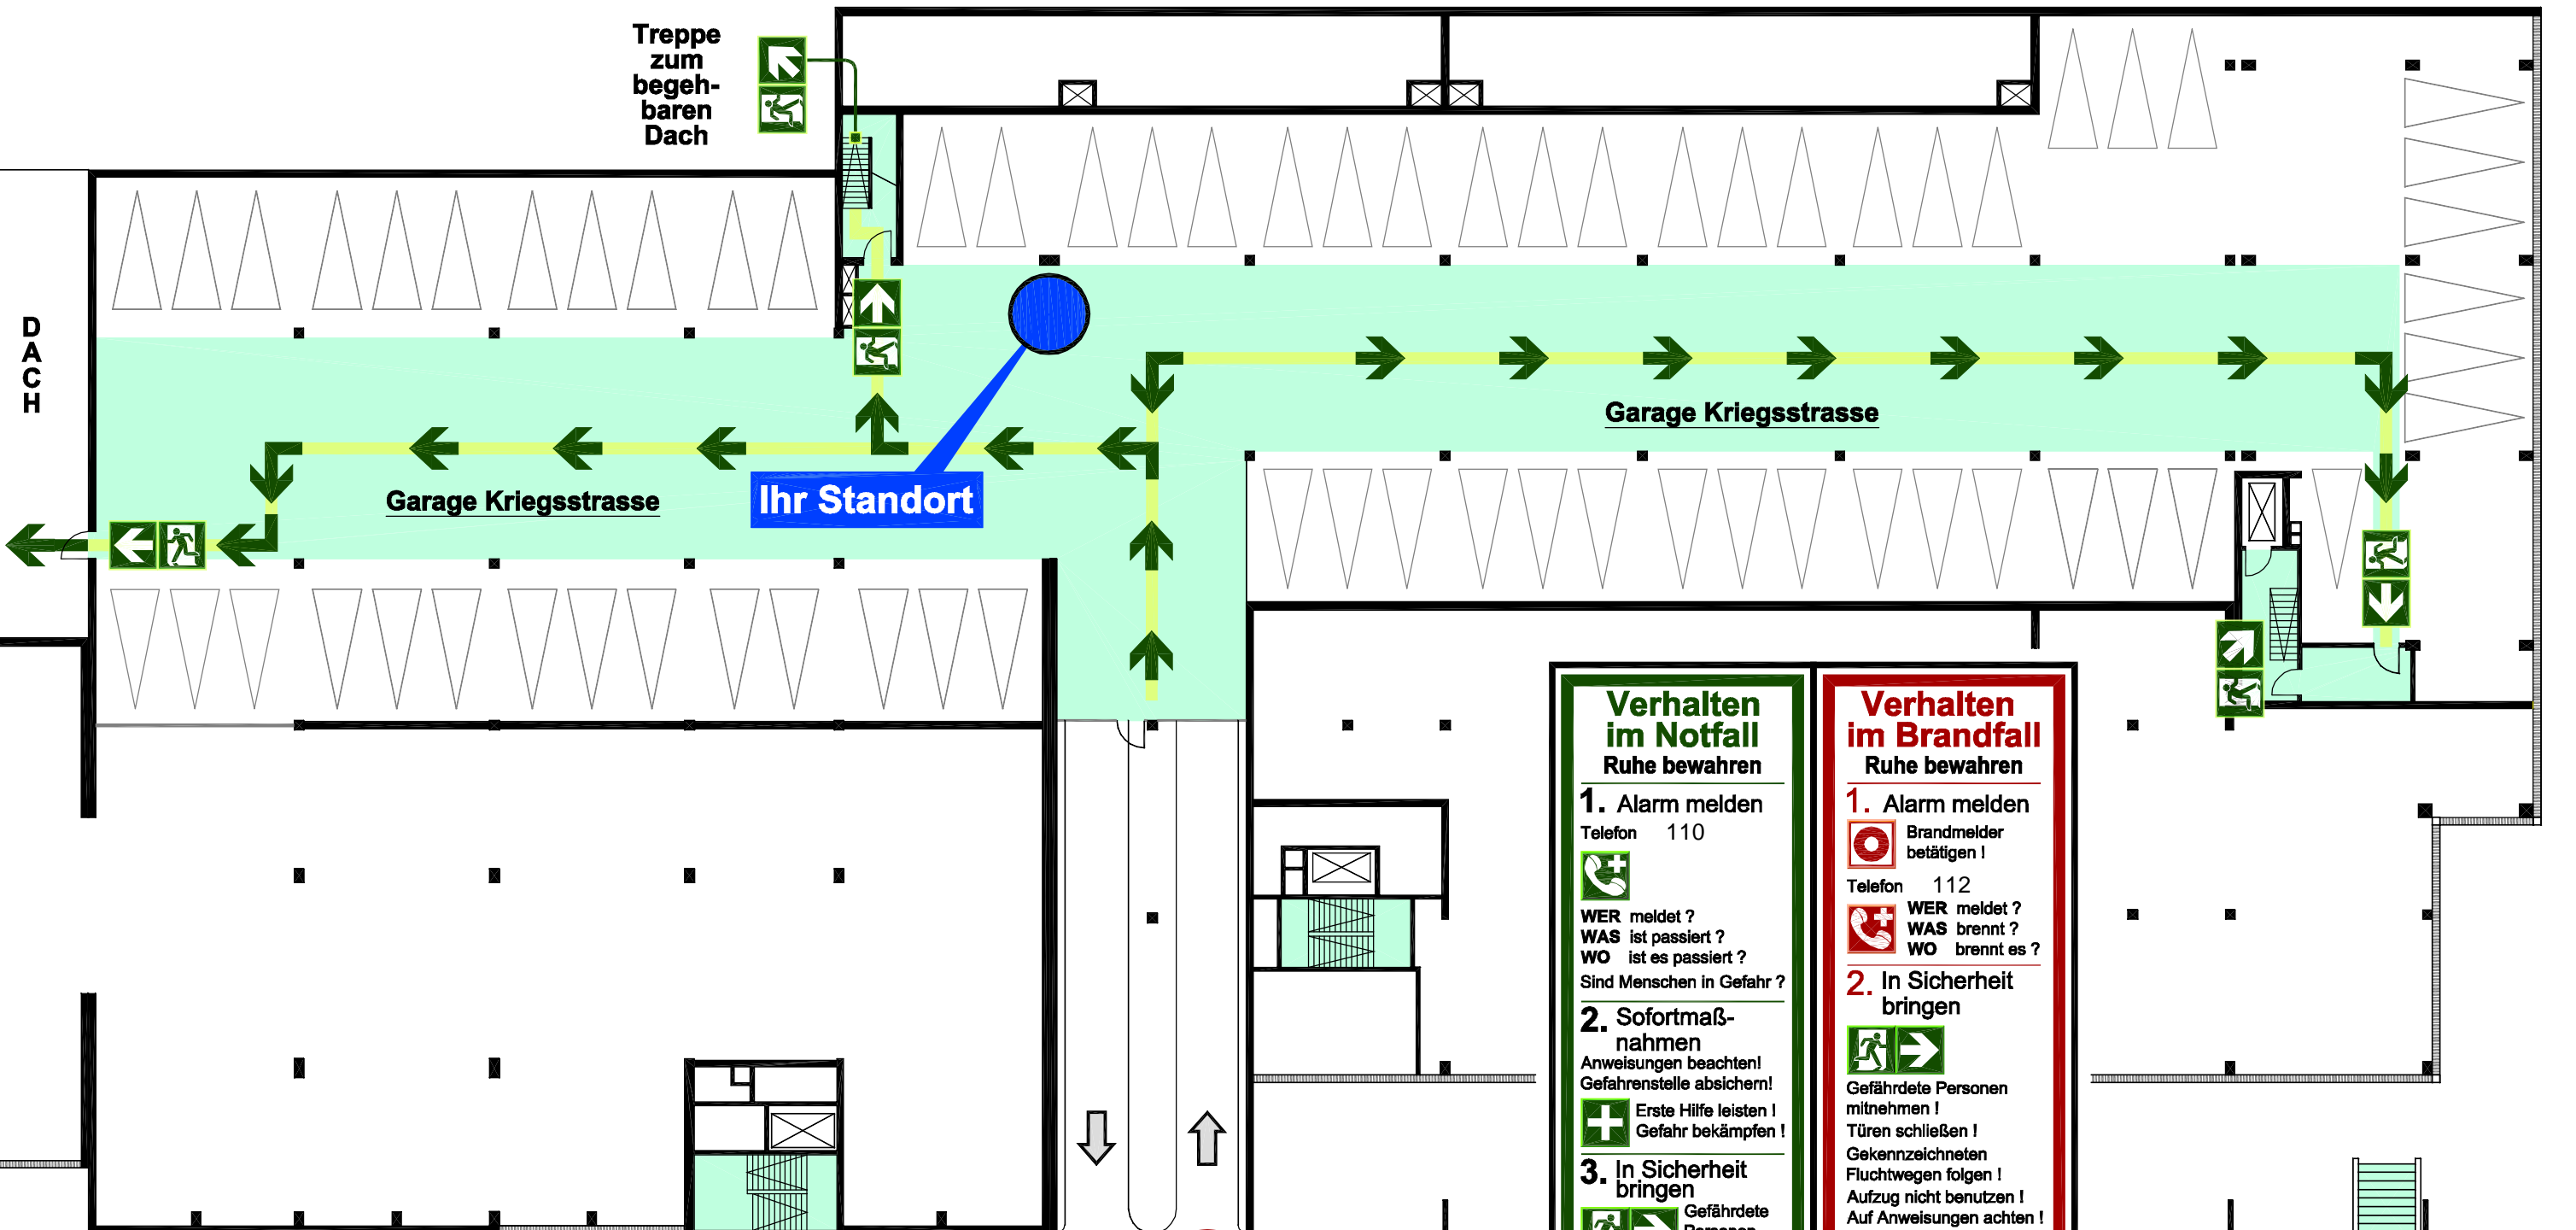 Treppe
zum
begeh-
baren
Dach
D
A
C
H
Garage Kriegsstrasse
Garage Kriegsstrasse
Ihr Standort
Verhalten
im Notfall
Ruhe bewahren
1. Alarm melden
Telefon 110
WER meldet ?
WAS ist passiert ?
WO ist es passiert ?
Sind Menschen in Gefahr ?
2. Sofortmaß-
nahmen
Anweisungen beachten!
Gefahrenstelle absichern!
Erste Hilfe leisten !
Gefahr bekämpfen !
3. In Sicherheit
bringen
Gefährdete
Verhalten
im Brandfall
Ruhe bewahren
1. Alarm melden
Brandmelder
betätigen !
Telefon 112
WER meldet ?
WAS brennt ?
WO brennt es ?
2. In Sicherheit
bringen
Gefährdete Personen
mitnehmen !
Türen schließen !
Gekennzeichneten
Fluchtwegen folgen !
Aufzug nicht benutzen !
Auf Anweisungen achten !